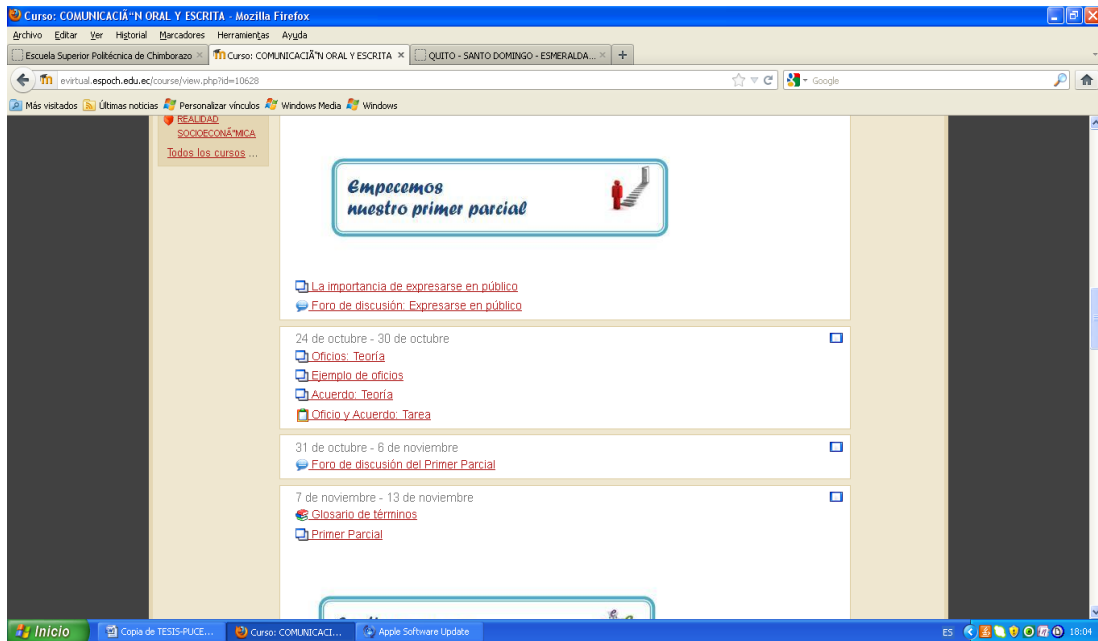 Curso: COMUNICACIÃ“N ORAL Y ESCRITA - Mozilla Firefox
Archivo Editar Ver Historial Marcadores Herramientas Ayuda
Escuela Superior Politécnica de Chimborazo
Curso: COMUNICACIÃ“N ORAL Y ESCRITA
QUITO - SANTO DOMINGO - ESMERALDA...
evirtual.espoch.edu.ec/course/view.php?id=10628
Google
Más visitados Últimas noticias Personalizar vínculos Windows Media Windows
REALIDAD
SOCIOECONÃ“MICA
Todos los cursos ...
Empecemos
nuestro primer parcial
La importancia de expresarse en público
Foro de discusión: Expresarse en público
24 de octubre - 30 de octubre
Oficios: Teoría
Ejemplo de oficios
Acuerdo: Teoría
Oficio y Acuerdo: Tarea
31 de octubre - 6 de noviembre
Foro de discusión del Primer Parcial
7 de noviembre - 13 de noviembre
Glosario de términos
Primer Parcial
Inicio
Copia de TESIS-PUCE...
Curso: COMUNICACI...
Apple Software Update
ES
18:04